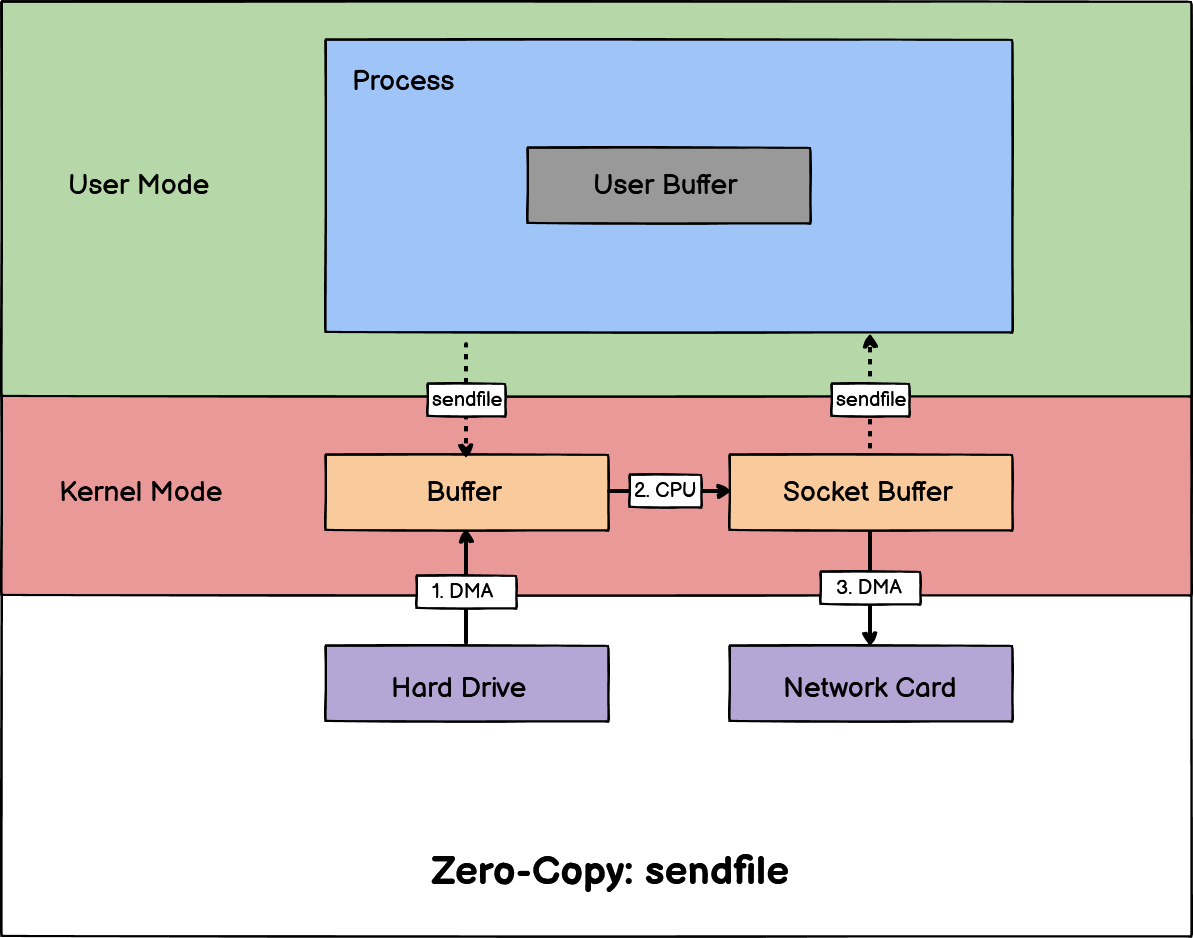 Process
User Buffer
User Mode
sendfile
sendfile
Kernel Mode
Buffer
2. CPU
Socket Buffer
1. DMA
3. DMA
Hard Drive
Network Card
Zero-Copy: sendfile